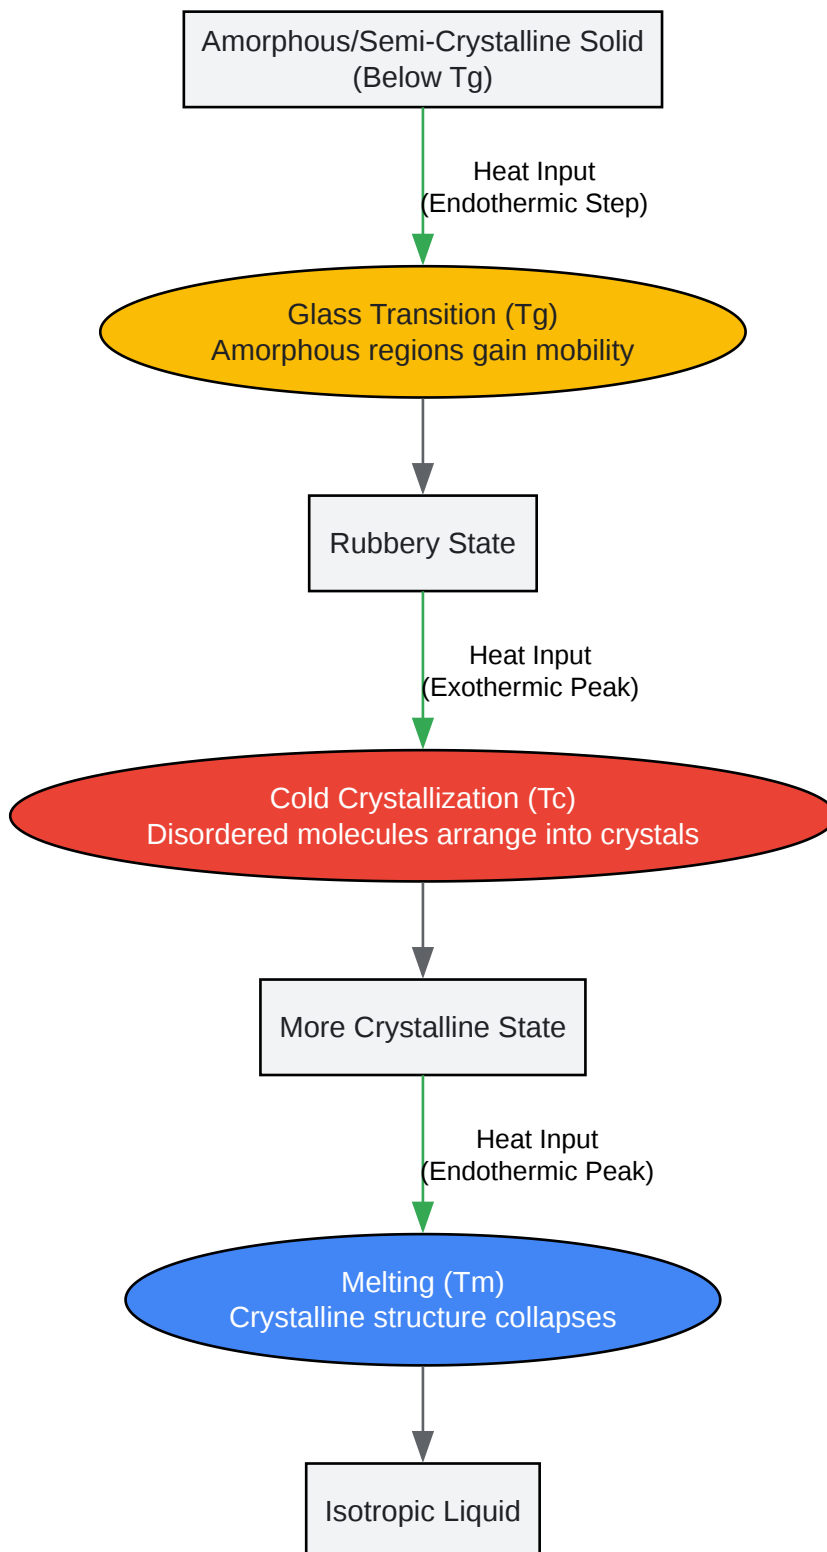 Amorphous/Semi-Crystalline Solid
(Below Tg)
Heat Input
(Endothermic Step)
Glass Transition (Tg)
Amorphous regions gain mobility
Rubbery State
Heat Input
(Exothermic Peak)
Cold Crystallization (Tc)
Disordered molecules arrange into crystals
More Crystalline State
Heat Input
(Endothermic Peak)
Melting (Tm)
Crystalline structure collapses
Isotropic Liquid